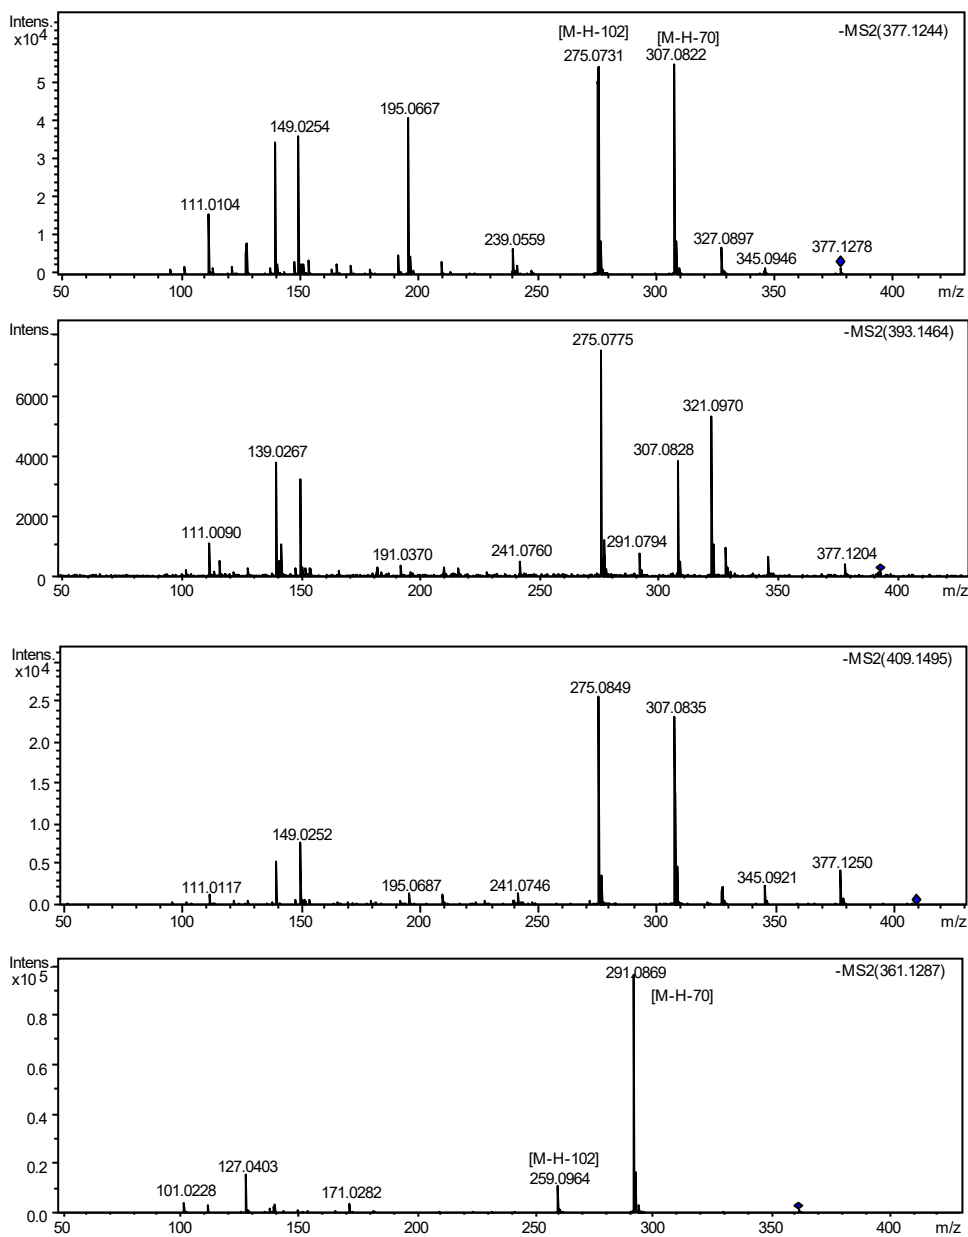 Intens.
x10⁴
-MS2(377.1244)
[M-H-102]
[M-H-70]
275.0731
307.0822
5
195.0667
4
149.0254
3
2
111.0104
1
239.0559
327.0897
345.0946
377.1278
0
50 100 150 200 250 300 350 400 m/z
Intens.
-MS2(393.1464)
275.0775
6000
321.0970
139.0267
307.0828
4000
2000
111.0090
191.0370
241.0760
291.0794
377.1204
0
50 100 150 200 250 300 350 400 m/z
Intens.
x10⁴
-MS2(409.1495)
275.0849
2.5
307.0835
2.0
1.5
1.0
149.0252
0.5
111.0117
195.0687
241.0746
345.0921
377.1250
0.0
50 100 150 200 250 300 350 400 m/z
Intens.
x10⁵
-MS2(361.1287)
291.0869
[M-H-70]
0.8
0.6
0.4
[M-H-102]
0.2
127.0403
259.0964
101.0228
171.0282
0.0
50 100 150 200 250 300 350 400 m/z